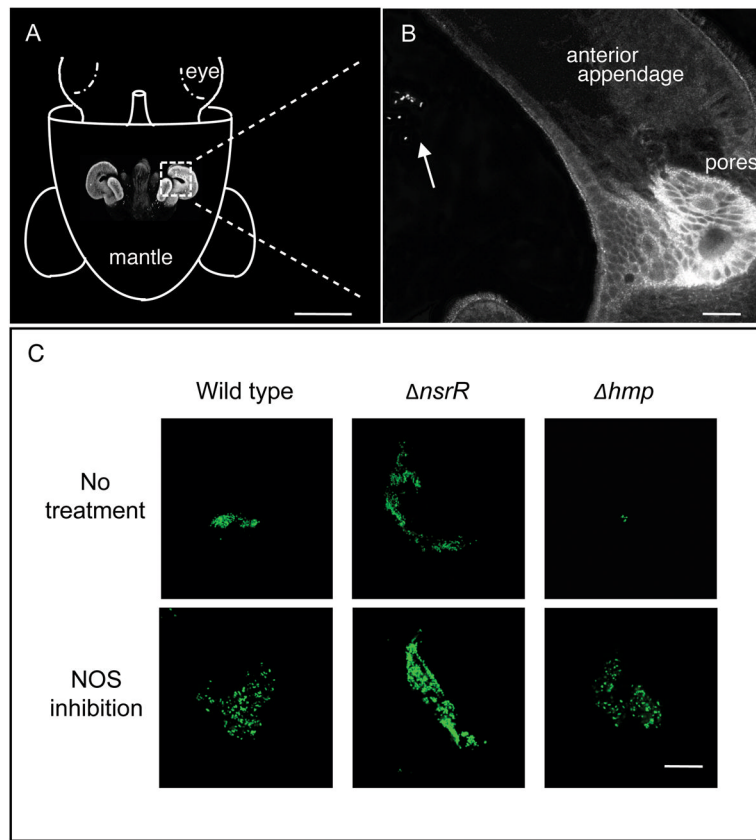 A
eye
mantle
B
anterior
appendage
pores
C
Wild type
ΔnsrR
Δhmp
No
treatment
NOS
inhibition